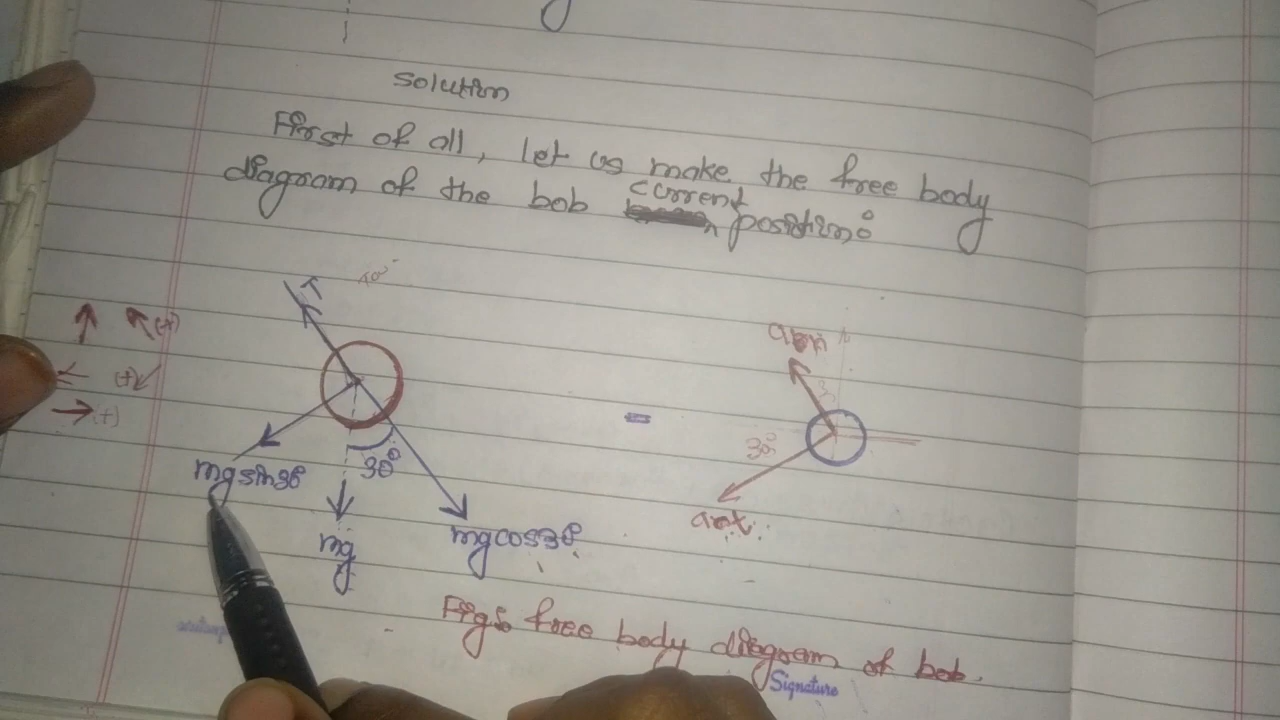 Solution
First of all, let us make the free body
diagram of the bob current position:
T
30°
mgsin30°
mg
mgcos30°
(+)
(+)
(+)
=
30°
Fig: free body diagram of bob.
Signature